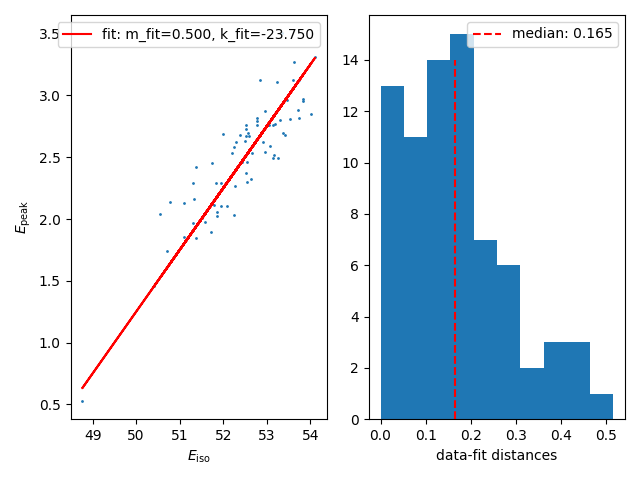 fit: m_fit=0.500, k_fit=-23.750
3.5
3.0
2.5
2.0
1.5
1.0
0.5
E_peak
49 50 51 52 53 54
E_iso
median: 0.165
14
12
10
8
6
4
2
0
0.0 0.1 0.2 0.3 0.4 0.5
data-fit distances